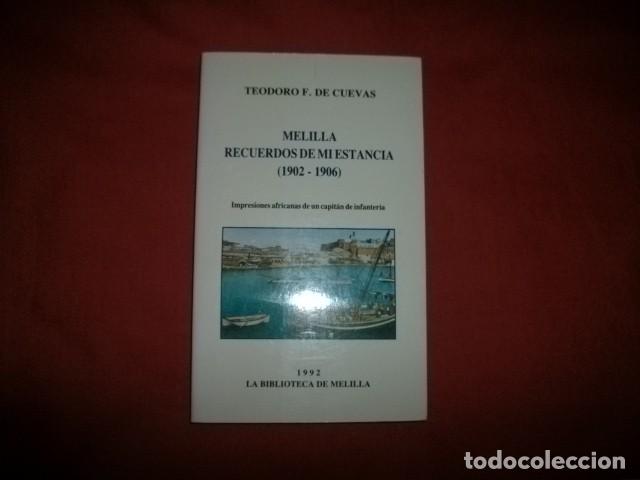 TEODORO F. DE CUEVAS
MELILLA
RECUERDOS DE MI ESTANCIA
(1902 - 1906)
Impresiones africanas de un capitán de infantería
1992
LA BIBLIOTECA DE MELILLA
todocoleccion